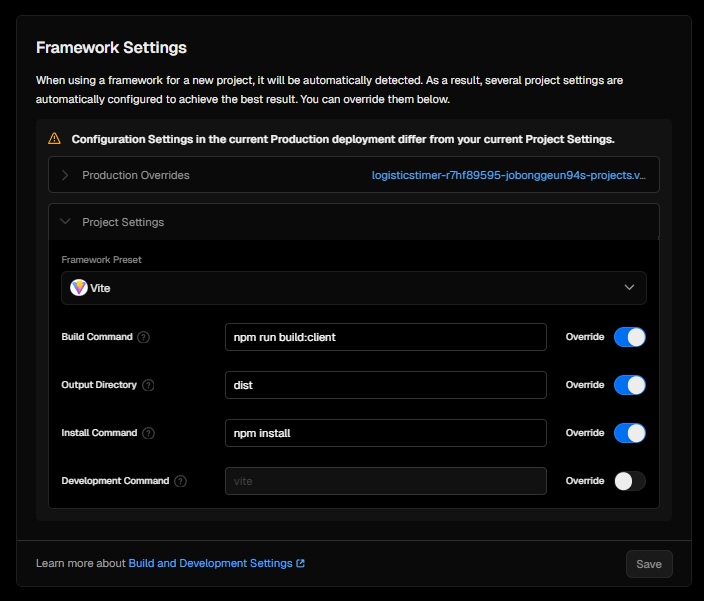 Framework Settings
When using a framework for a new project, it will be automatically detected. As a result, several project settings are
automatically configured to achieve the best result. You can override them below.
Configuration Settings in the current Production deployment differ from your current Project Settings.
Production Overrides logisticstimer-r7hf89595-jobonggeun94s-projects.v...
Project Settings
Framework Preset
Vite
Build Command ? npm run build:client Override
Output Directory ? dist Override
Install Command ? npm install Override
Development Command ? vite Override
Learn more about Build and Development Settings
Save